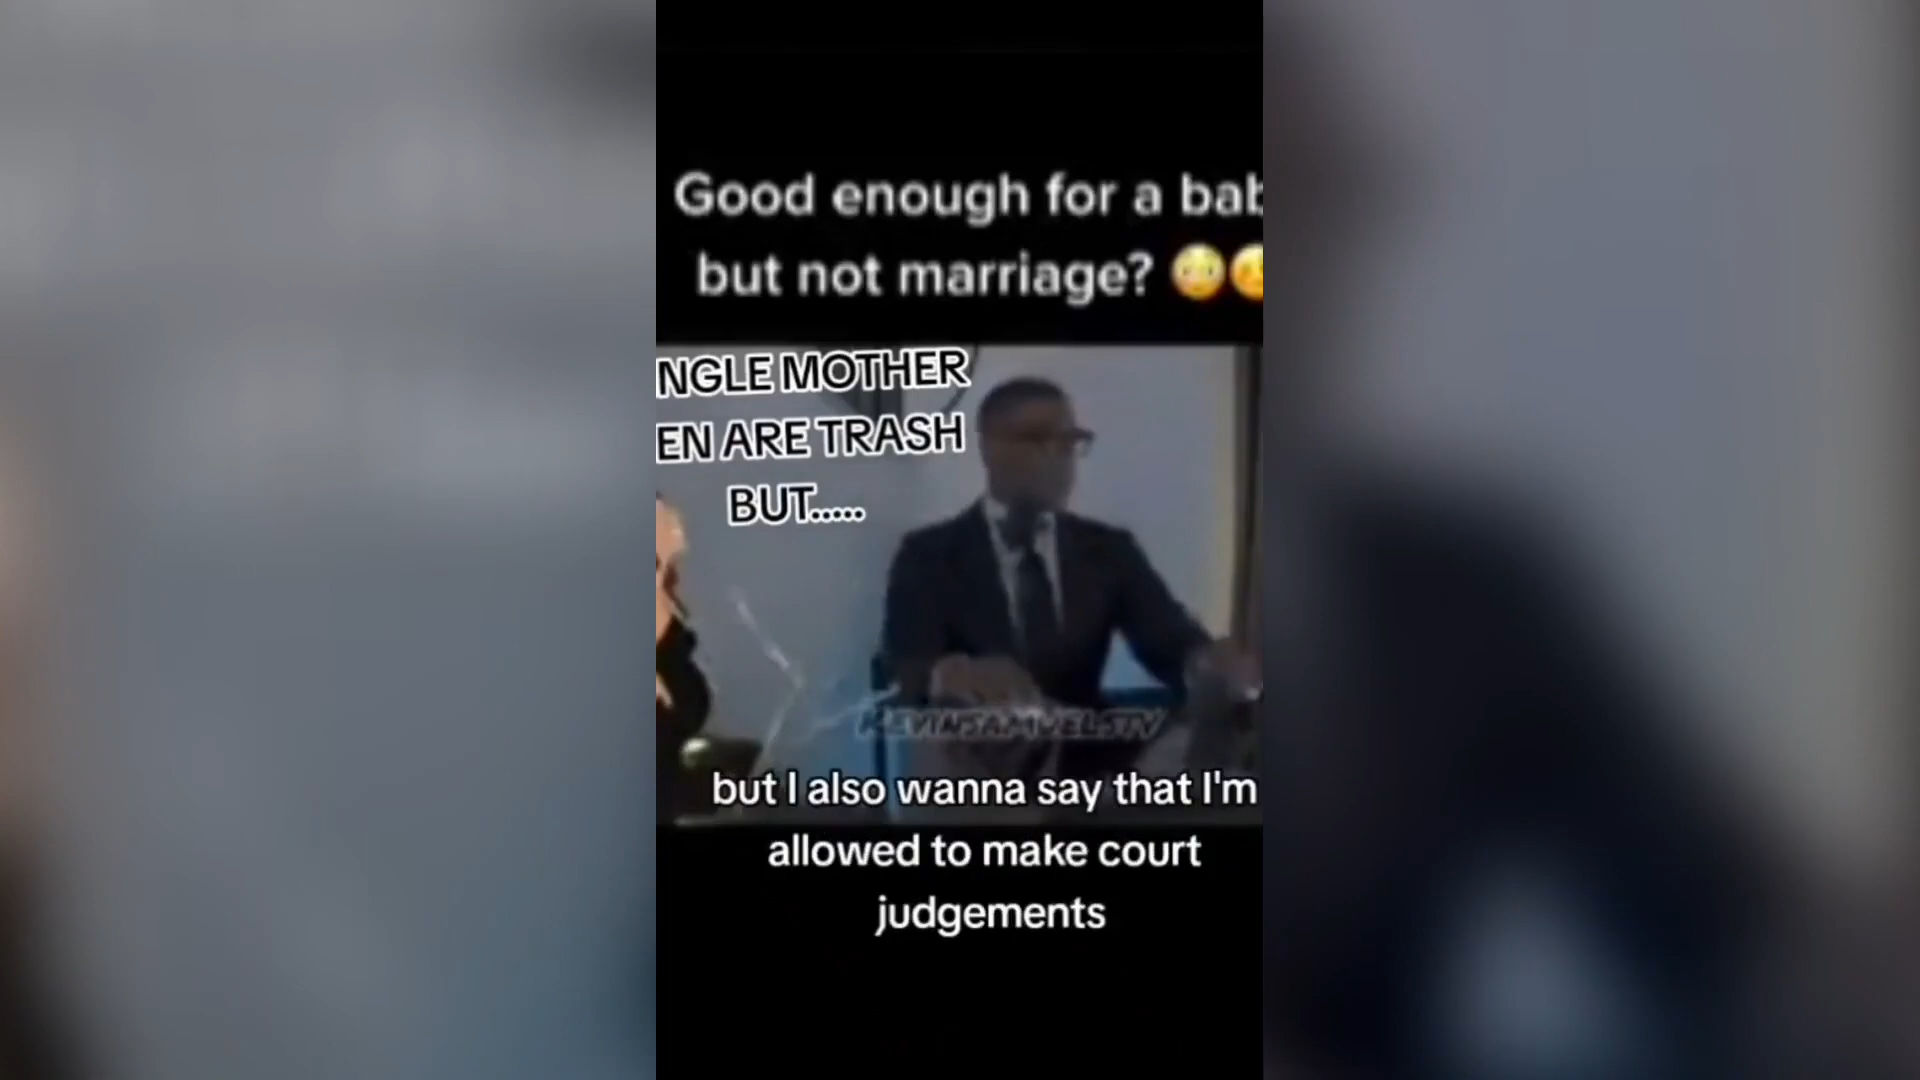 Good enough for a bab
but not marriage? 😳🤨
NGLE MOTHER
EN ARE TRASH
BUT.....
KEVINSAMUELSTV
but I also wanna say that I'm
allowed to make court
judgements